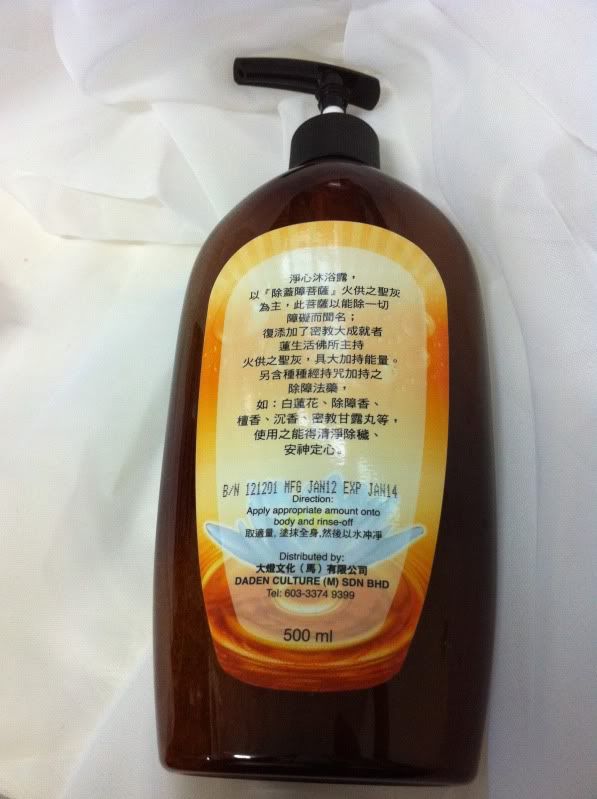 淨心沐浴露，
以『除蓋障菩薩』火供之聖灰
為主，此菩薩以能除一切
障礙而聞名；
復添加了密教大成就者
蓮生活佛所主持
火供之聖灰，具大加持能量。
另含種種經持咒加持之
除障法藥，
如：白蓮花、除障香、
檀香、沉香、密教甘露丸等，
使用之能得清淨除穢、
安神定心。
B/N 121201 MFG JAN12 EXP JAN14
Direction:
Apply appropriate amount onto
body and rinse-off
取適量, 塗抹全身,然後以水沖淨
Distributed by:
大燈文化（馬）有限公司
DADEN CULTURE (M) SDN BHD
Tel: 603-3374 9399
500 ml